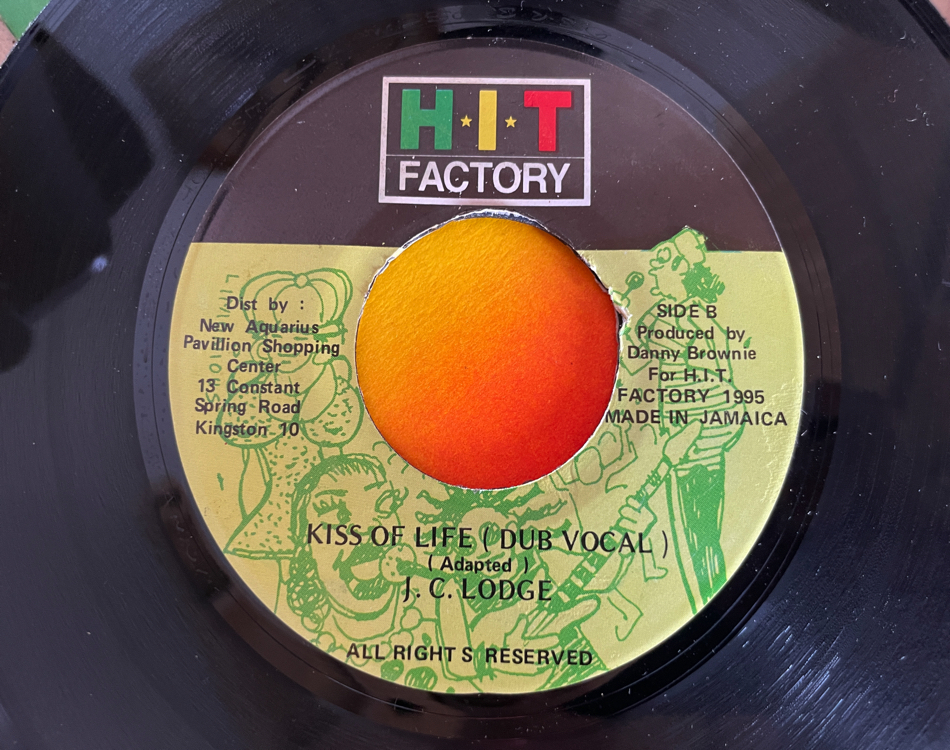 H·I·T
FACTORY
Dist by :
New Aquarius
Pavillion Shopping
Center
13 Constant
Spring Road
Kingston 10
SIDE B
Produced by
Danny Brownie
For H.I.T.
FACTORY 1995
MADE IN JAMAICA
KISS OF LIFE ( DUB VOCAL )
( Adapted )
J. C. LODGE
ALL RIGHT S RESERVED